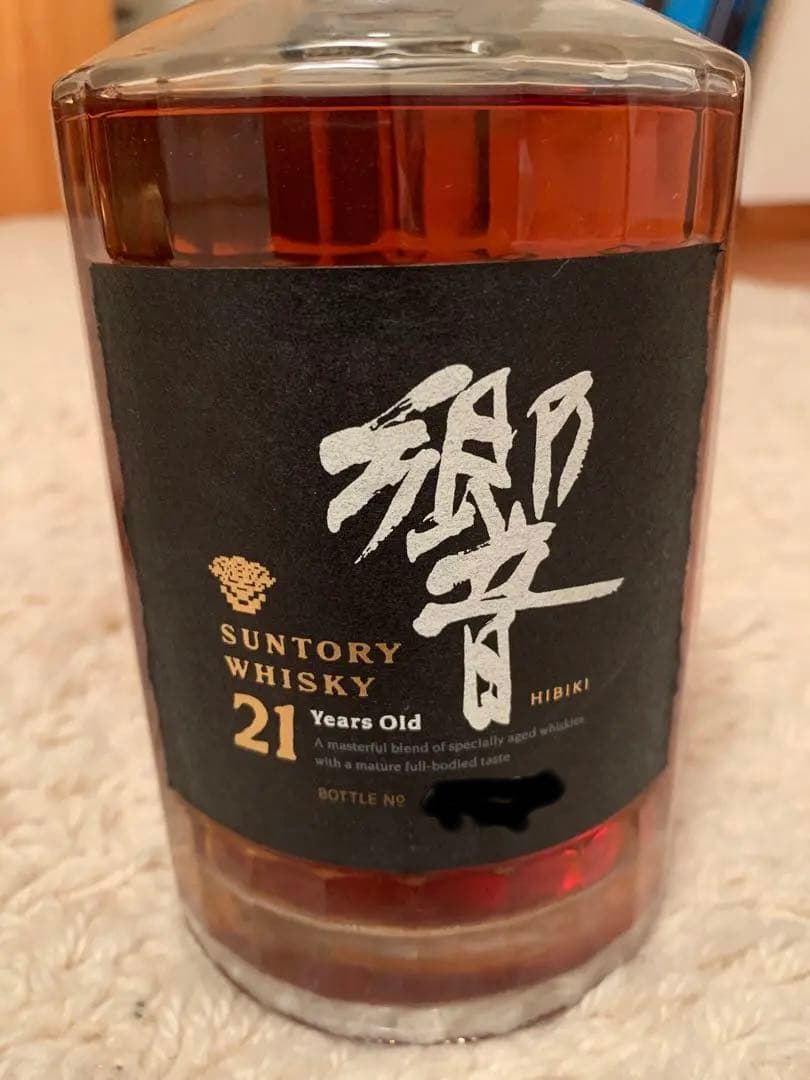 響
HIBIKI
SUNTORY
WHISKY
21 Years Old
A masterful blend of specially aged whiskies
with a mature full-bodied taste
BOTTLE Nº